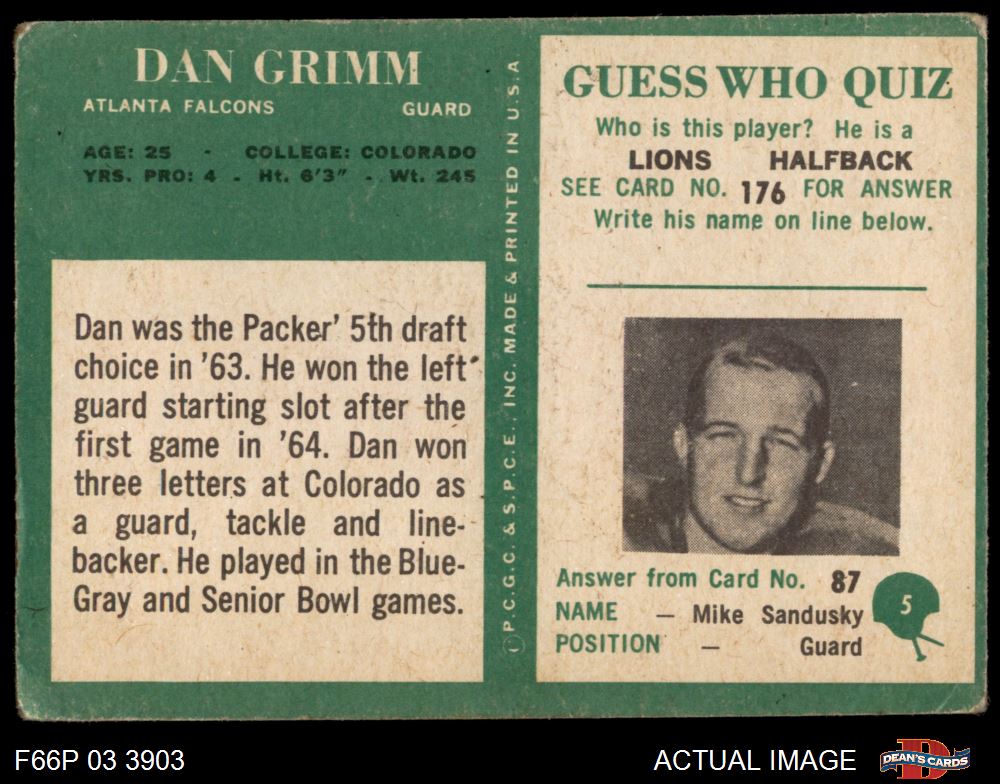 DAN GRIMM
ATLANTA FALCONS GUARD
AGE: 25 - COLLEGE: COLORADO
YRS. PRO: 4 - Ht. 6'3" - Wt. 245
Dan was the Packer' 5th draft
choice in '63. He won the left
guard starting slot after the
first game in '64. Dan won
three letters at Colorado as
a guard, tackle and line-
backer. He played in the Blue-
Gray and Senior Bowl games.
© P.C.G.C. & S.P.C.E., INC. MADE & PRINTED IN U.S.A
GUESS WHO QUIZ
Who is this player? He is a
LIONS HALFBACK
SEE CARD NO. 176 FOR ANSWER
Write his name on line below.
Answer from Card No. 87
NAME — Mike Sandusky
POSITION — Guard
5
F66P 03 3903
ACTUAL IMAGE
D
DEAN'S CARDS